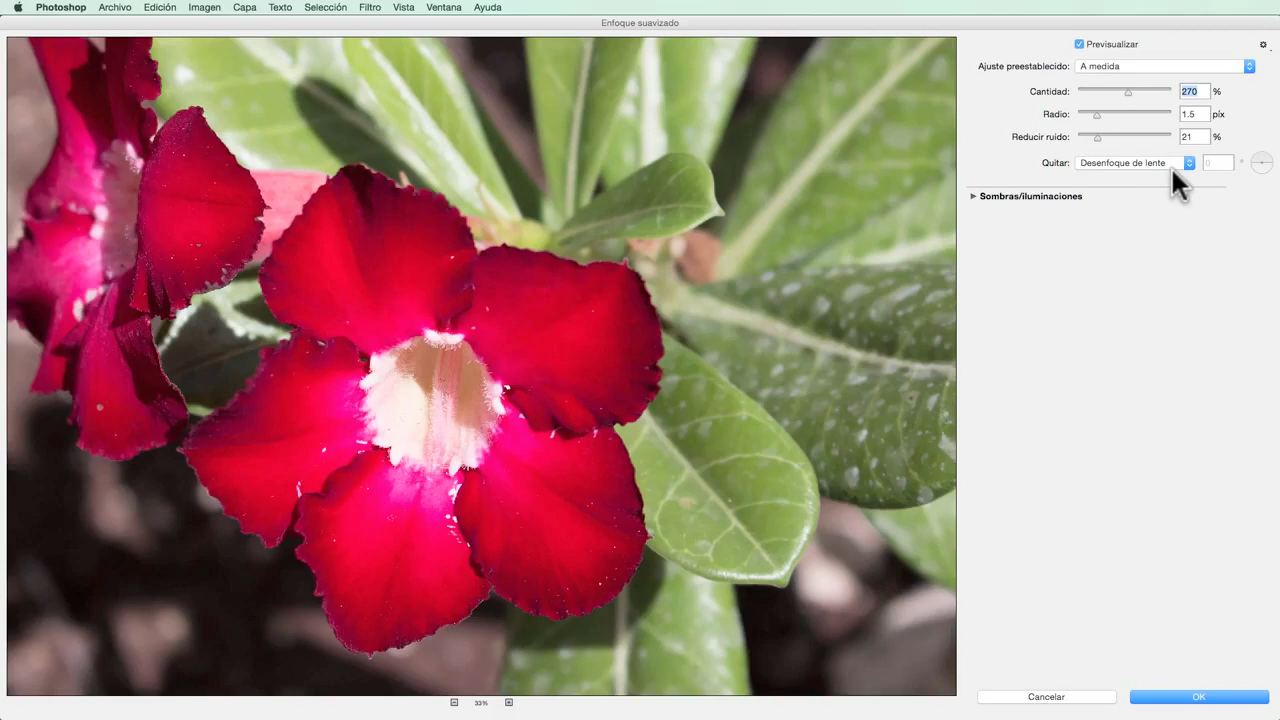 Photoshop Archivo Edición Imagen Capa Texto Selección Filtro Vista Ventana Ayuda
Enfoque suavizado
Previsualizar
Ajuste preestablecido: A medida
Cantidad: 270 %
Radio: 1.5 píx
Reducir ruido: 21 %
Quitar: Desenfoque de lente 0 °
Sombras/iluminaciones
33%
Cancelar OK